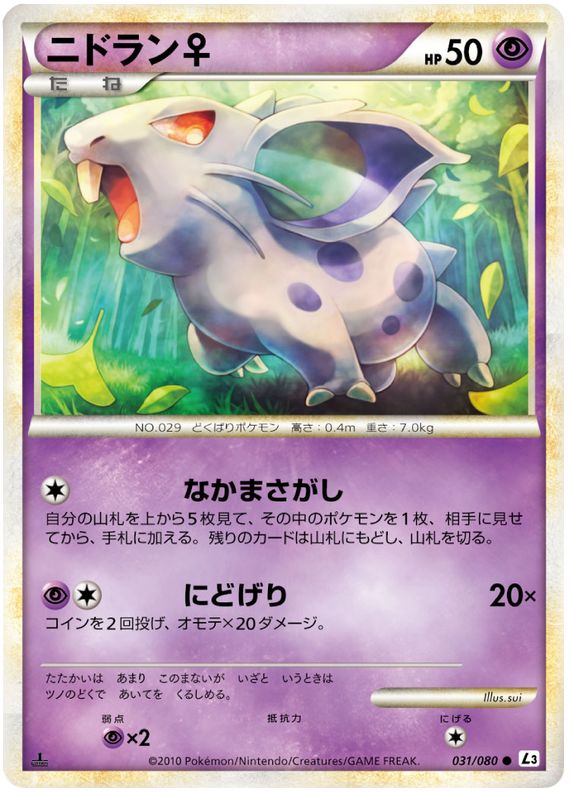 ニドラン♀
HP 50
たね
NO.029 どくばりポケモン 高さ：0.4m 重さ：7.0kg
なかまさがし
自分の山札を上から5枚見て、その中のポケモンを1枚、相手に見せ
てから、手札に加える。残りのカードは山札にもどし、山札を切る。
にどげり 20×
コインを2回投げ、オモテ×20ダメージ。
たたかいは あまり このまないが いざと いうときは
ツノのどくで あいてを くるしめる。
Illus.sui
弱点 抵抗力 にげる
×2
©2010 Pokémon/Nintendo/Creatures/GAME FREAK.
031/080 ● L3